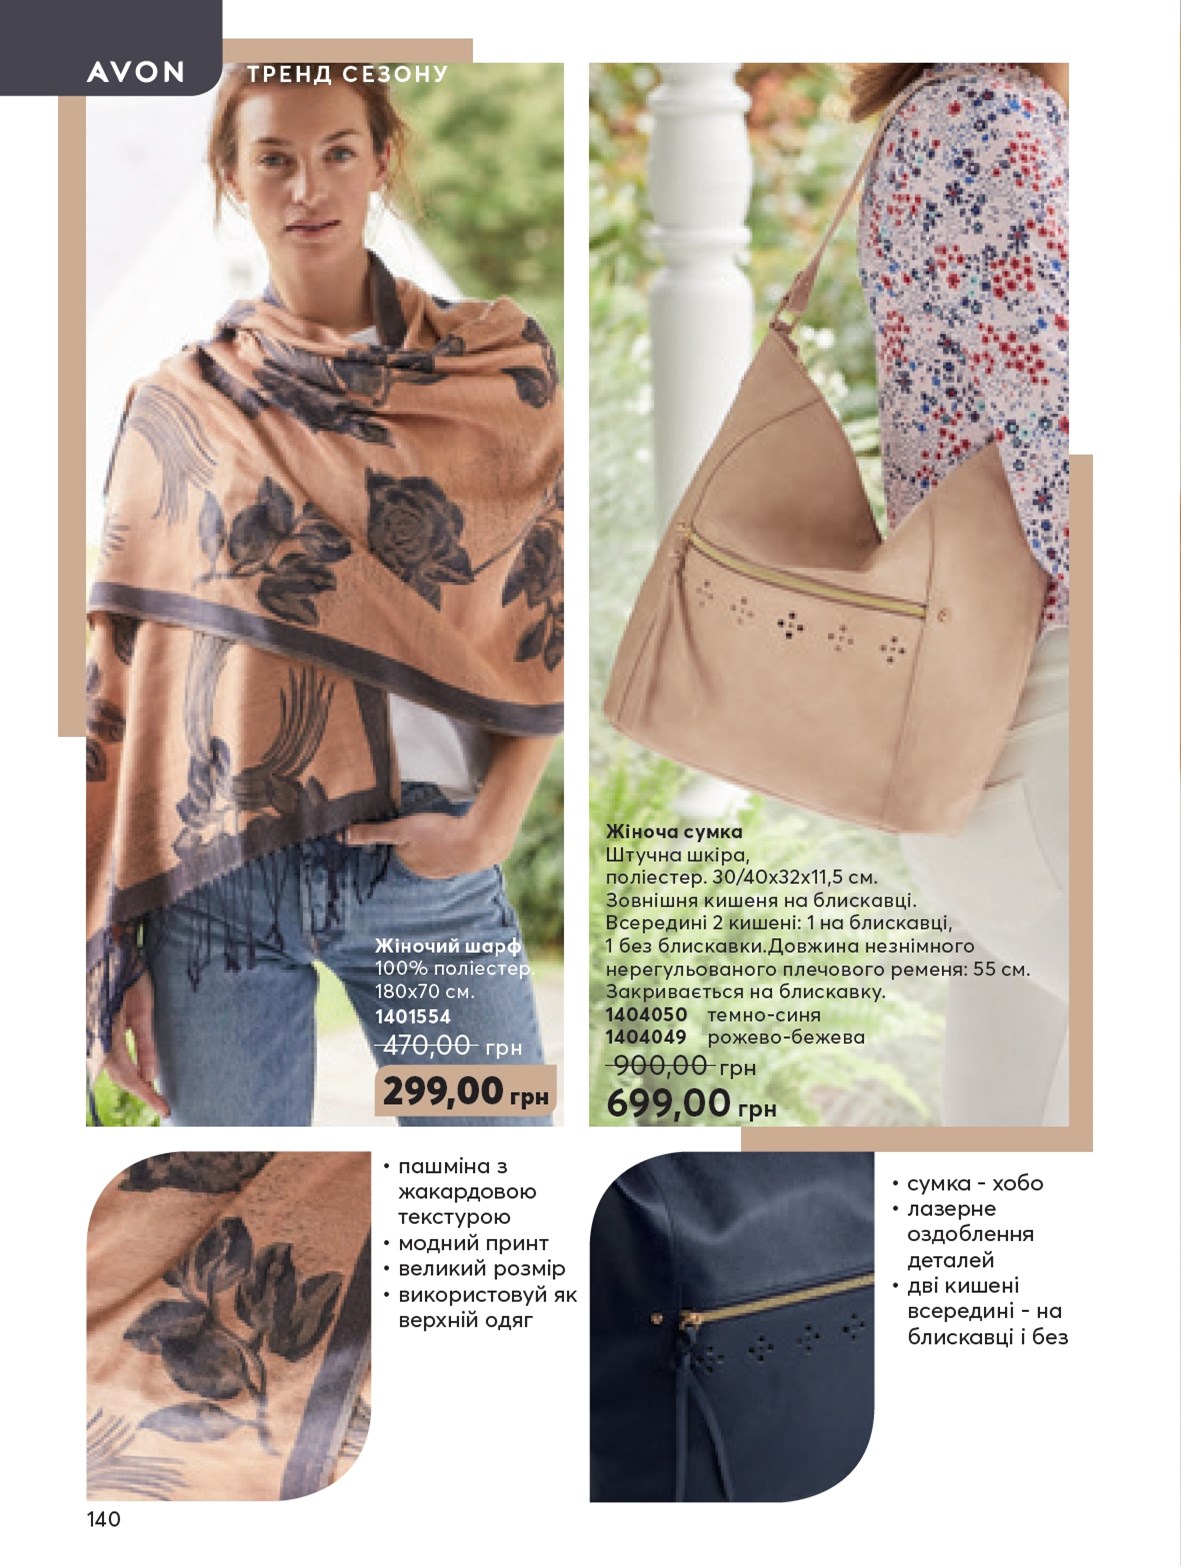 AVON
ТРЕНД СЕЗОНУ
Жіночий шарф
100% поліестер.
180х70 см.
1401554
470,00 грн
299,00 грн
Жіноча сумка
Штучна шкіра,
поліестер. 30/40х32х11,5 см.
Зовнішня кишеня на блискавці.
Всередині 2 кишені: 1 на блискавці,
1 без блискавки.Довжина незнімного
нерегульованого плечового ременя: 55 см.
Закривається на блискавку.
1404050 темно-синя
1404049 рожево-бежева
900,00 грн
699,00 грн
• пашміна з
жакардовою
текстурою
• модний принт
• великий розмір
• використовуй як
верхній одяг
• сумка - хобо
• лазерне
оздоблення
деталей
• дві кишені
всередині - на
блискавці і без
140